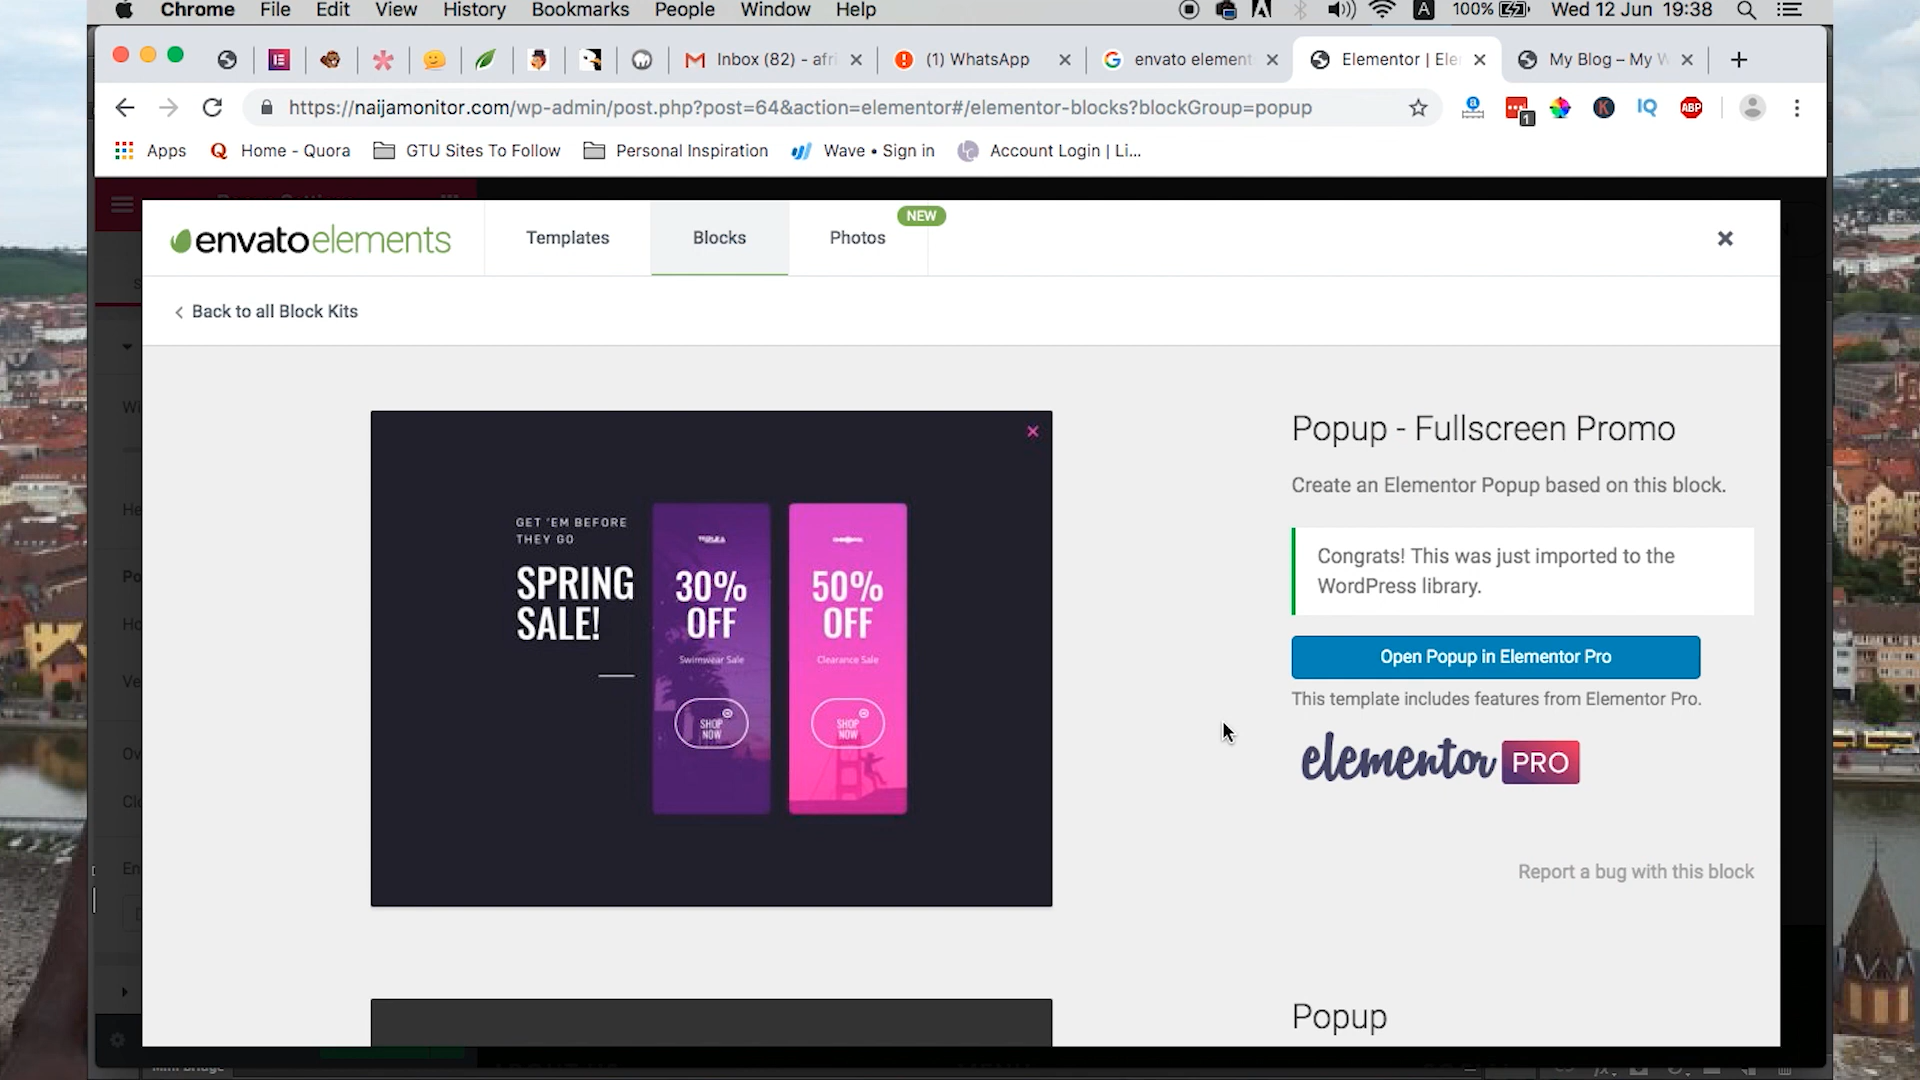 Chrome File Edit View History Bookmarks People Window Help
100% Wed 12 Jun 19:38
Inbox (82) - afri
(1) WhatsApp
envato element
Elementor | Ele
My Blog – My W
https://naijamonitor.com/wp-admin/post.php?post=64&action=elementor#/elementor-blocks?blockGroup=popup
1
IQ
ABP
Apps
Home - Quora
GTU Sites To Follow
Personal Inspiration
Wave • Sign in
Account Login | Li...
envatoelements
Templates
Blocks
Photos
NEW
Back to all Block Kits
GET 'EM BEFORE
THEY GO
SPRING
SALE!
30%
OFF
Swimwear Sale
SHOP
NOW
50%
OFF
Clearance Sale
SHOP
NOW
Popup - Fullscreen Promo
Create an Elementor Popup based on this block.
Congrats! This was just imported to the
WordPress library.
Open Popup in Elementor Pro
This template includes features from Elementor Pro.
elementor PRO
Report a bug with this block
Popup